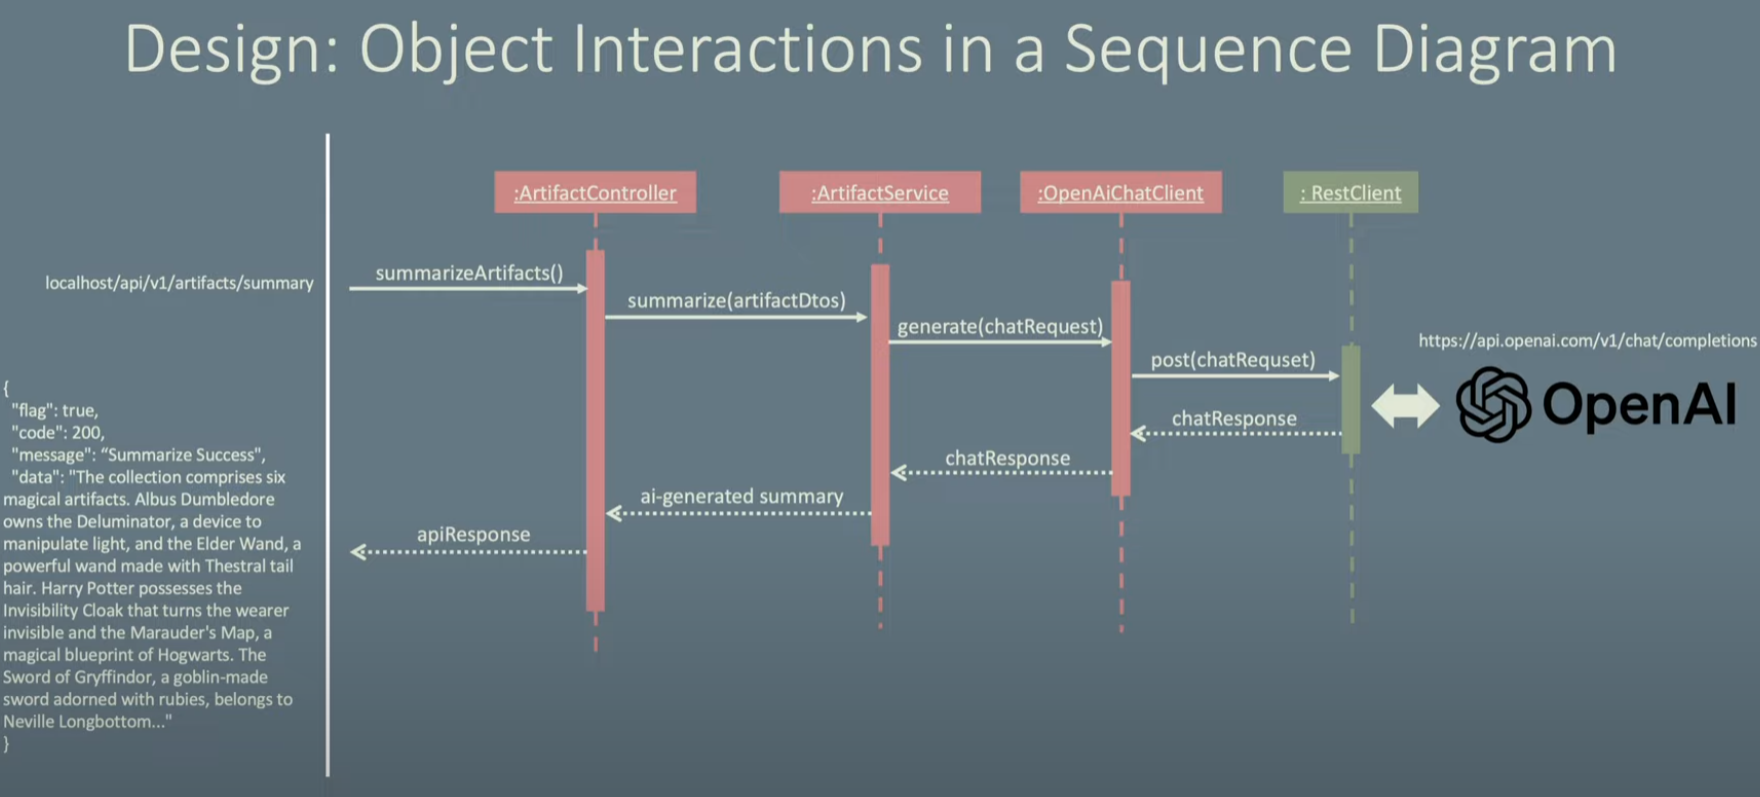 Design: Object Interactions in a Sequence Diagram
:ArtifactController
:ArtifactService
:OpenAiChatClient
: RestClient
localhost/api/v1/artifacts/summary
summarizeArtifacts()
summarize(artifactDtos)
generate(chatRequest)
post(chatRequset)
https://api.openai.com/v1/chat/completions
OpenAI
chatResponse
chatResponse
ai-generated summary
apiResponse
{
"flag": true,
"code": 200,
"message": “Summarize Success",
"data": "The collection comprises six
magical artifacts. Albus Dumbledore
owns the Deluminator, a device to
manipulate light, and the Elder Wand, a
powerful wand made with Thestral tail
hair. Harry Potter possesses the
Invisibility Cloak that turns the wearer
invisible and the Marauder's Map, a
magical blueprint of Hogwarts. The
Sword of Gryffindor, a goblin-made
sword adorned with rubies, belongs to
Neville Longbottom..."
}